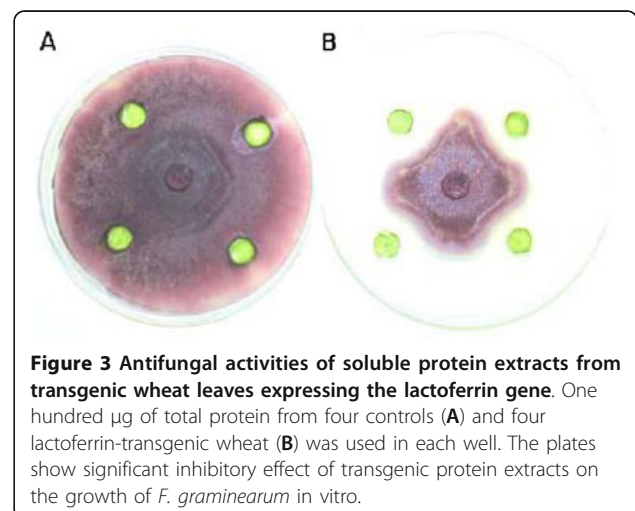 A
B
Figure 3 Antifungal activities of soluble protein extracts from
transgenic wheat leaves expressing the lactoferrin gene. One
hundred μg of total protein from four controls (A) and four
lactoferrin-transgenic wheat (B) was used in each well. The plates
show significant inhibitory effect of transgenic protein extracts on
the growth of F. graminearum in vitro.